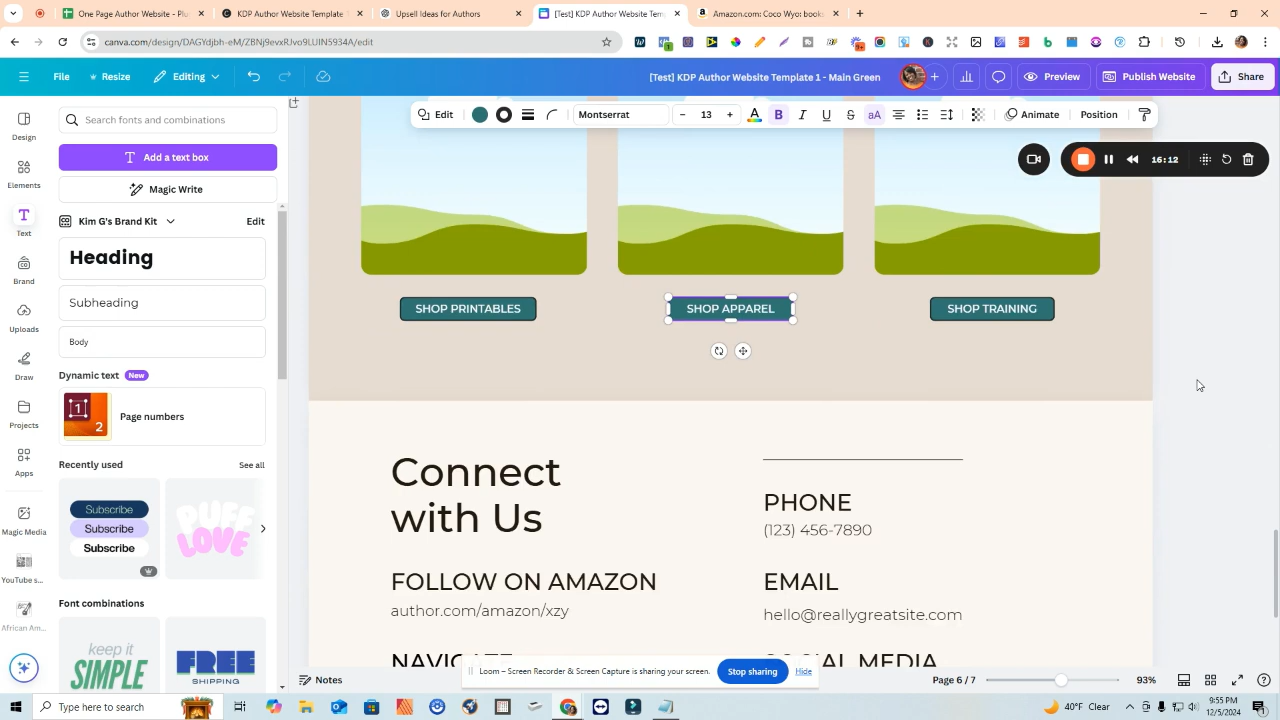 One Page Author Website - Plu
KDP Author Website Template
Upsell Ideas for Authors
[Test] KDP Author Website Tem
Amazon.com: Coco Wyo: book
canva.com/design/DAGYdjbh-eM/ZBNj9evxRJvo9LUIN5934A/edit
File
Resize
Editing
[Test] KDP Author Website Template 1 - Main Green
Preview
Publish Website
Share
Design
Elements
Text
Brand
Uploads
Draw
Projects
Apps
Magic Media
YouTube s...
African Am...
Search fonts and combinations
Add a text box
Magic Write
Kim G's Brand Kit
Edit
Heading
Subheading
Body
Dynamic text New
Page numbers
1
2
Recently used
See all
Subscribe
Subscribe
Subscribe
PUFF
LOVE
Font combinations
keep it
SIMPLE
FREE
SHIPPING
Edit
Montserrat
– 13 +
A B I U S aA
Animate
Position
16:12
SHOP PRINTABLES
SHOP APPAREL
SHOP TRAINING
Connect
with Us
FOLLOW ON AMAZON
author.com/amazon/xzy
NAVIGATE
PHONE
(123) 456-7890
EMAIL
hello@reallygreatsite.com
SOCIAL MEDIA
Loom – Screen Recorder & Screen Capture is sharing your screen.
Stop sharing
Hide
Notes
Page 6 / 7
93%
Type here to search
40°F Clear
9:55 PM
12/5/2024